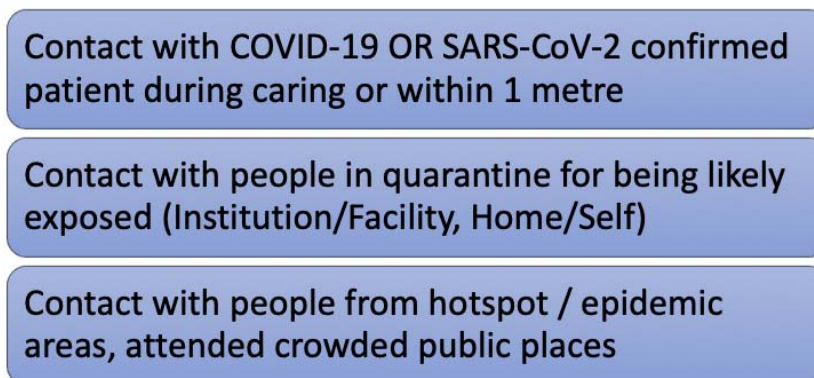 Contact with COVID-19 OR SARS-CoV-2 confirmed
patient during caring or within 1 metre
Contact with people in quarantine for being likely
exposed (Institution/Facility, Home/Self)
Contact with people from hotspot / epidemic
areas, attended crowded public places